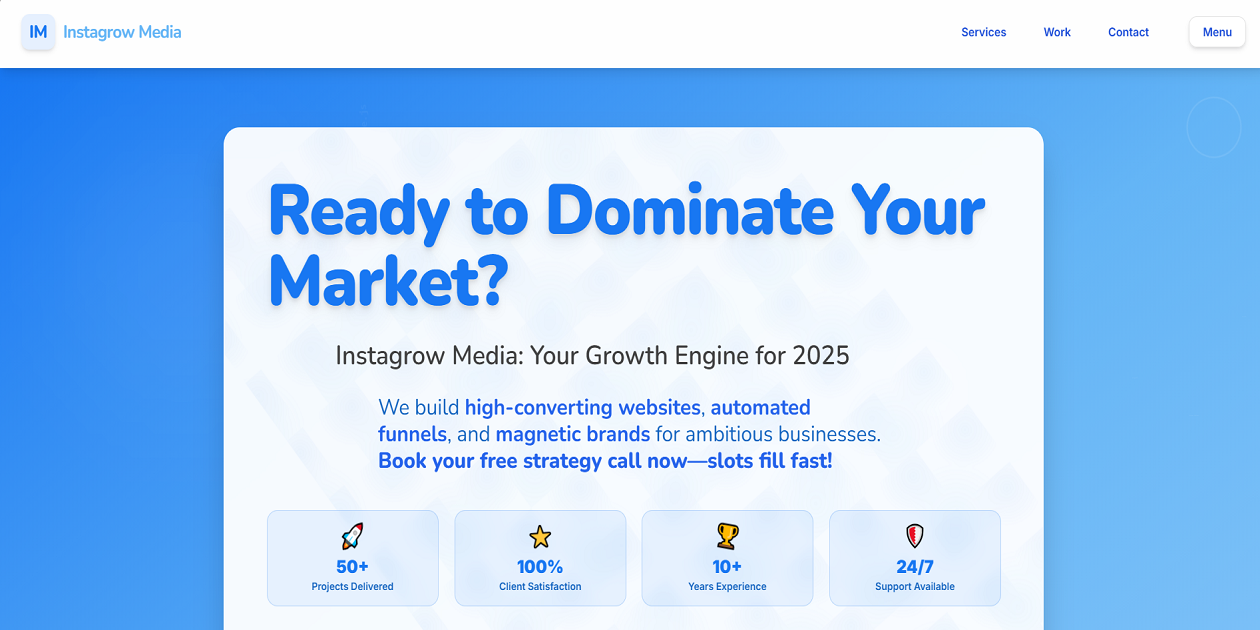 IM
Instagrow Media
Services
Work
Contact
Menu
Ready to Dominate Your
Market?
Instagrow Media: Your Growth Engine for 2025
We build high-converting websites, automated
funnels, and magnetic brands for ambitious businesses.
Book your free strategy call now—slots fill fast!
50+
Projects Delivered
100%
Client Satisfaction
10+
Years Experience
24/7
Support Available